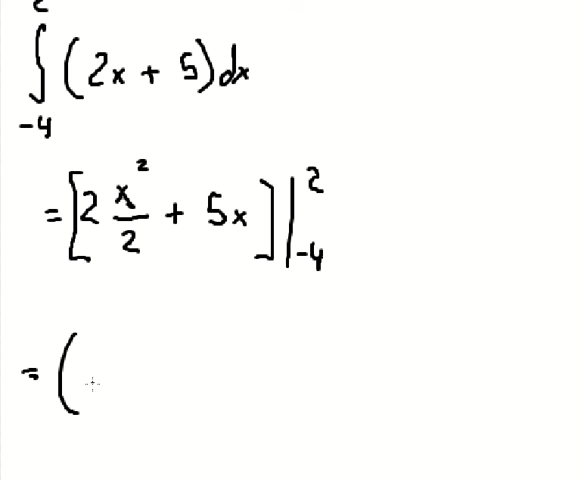 2
∫ (2x + 5)dx
-4
= [2 x²/2 + 5x] |
2
-4
= (